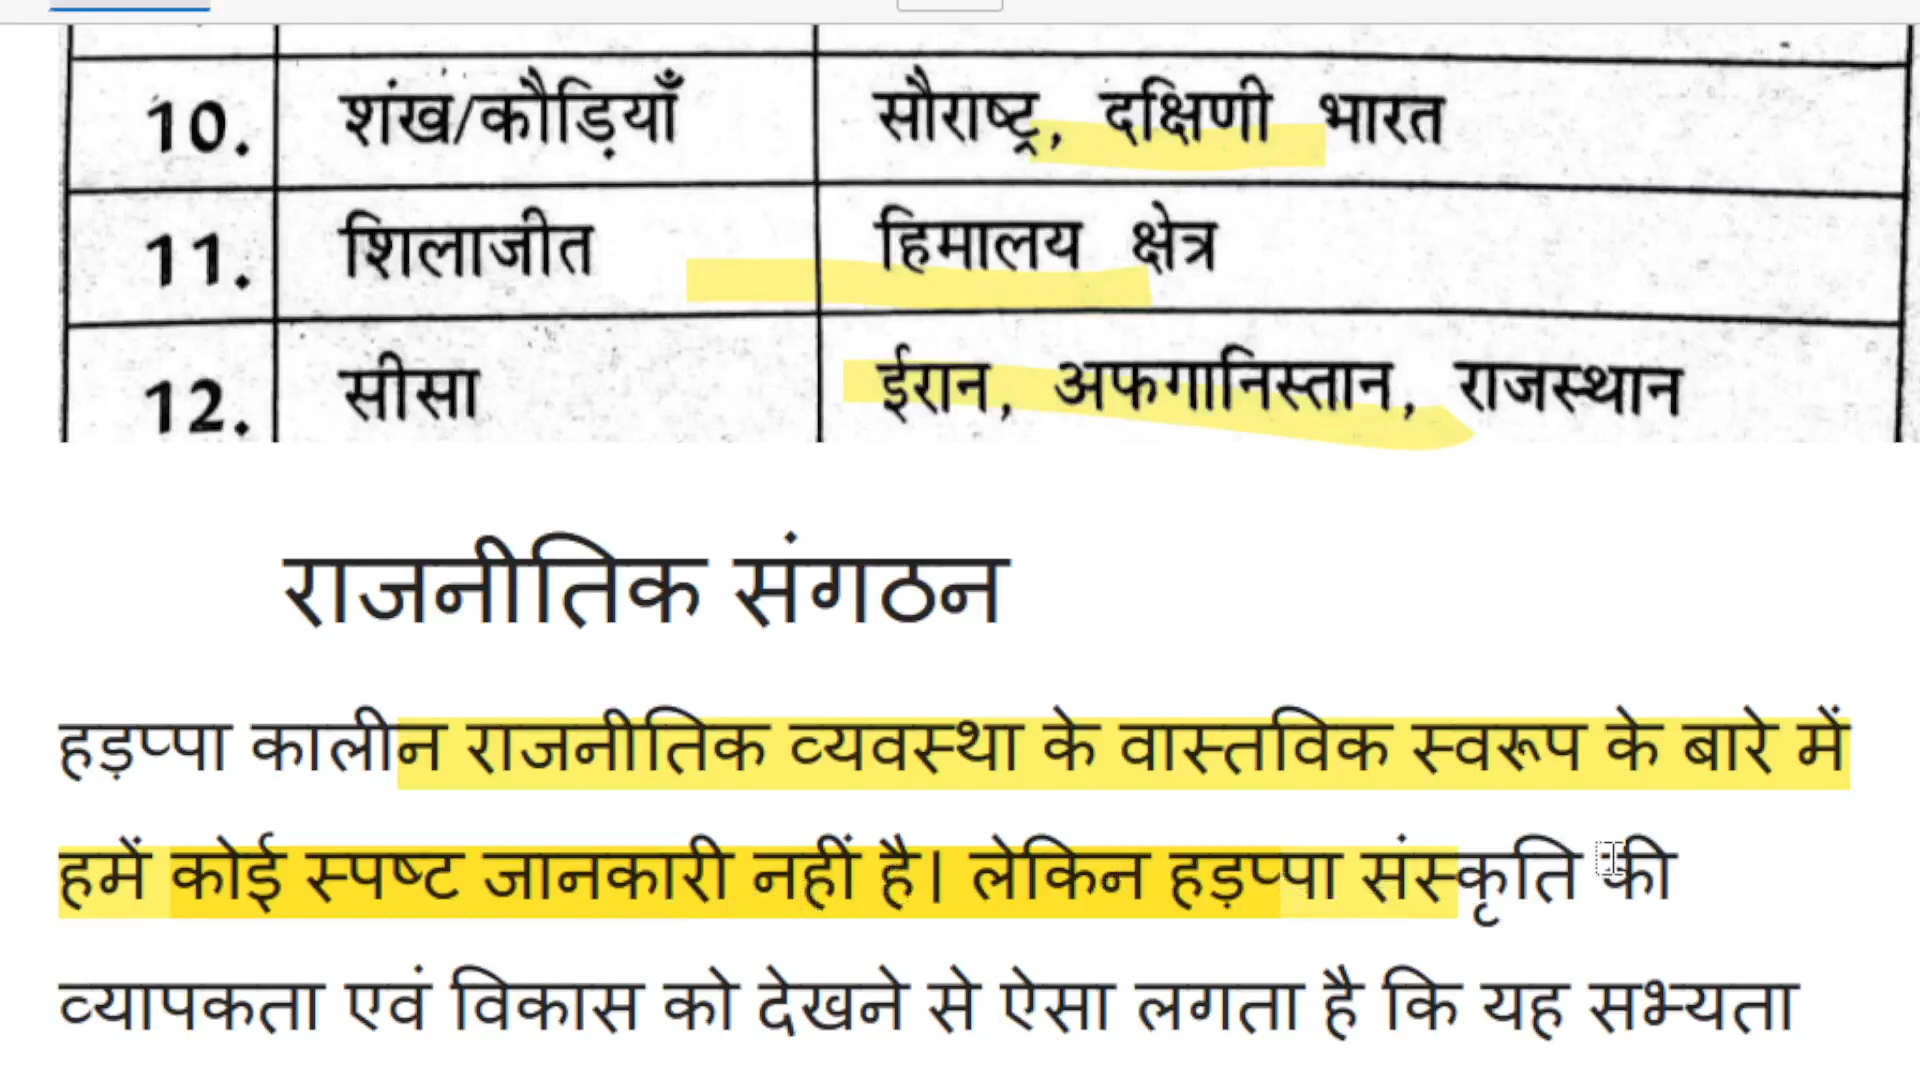 10. शंख/कौड़ियाँ सौराष्ट्र, दक्षिणी भारत
11. शिलाजीत हिमालय क्षेत्र
12. सीसा ईरान, अफगानिस्तान, राजस्थान
राजनीतिक संगठन
हड़प्पा कालीन राजनीतिक व्यवस्था के वास्तविक स्वरूप के बारे में
हमें कोई स्पष्ट जानकारी नहीं है। लेकिन हड़प्पा संस्कृति की
व्यापकता एवं विकास को देखने से ऐसा लगता है कि यह सभ्यता